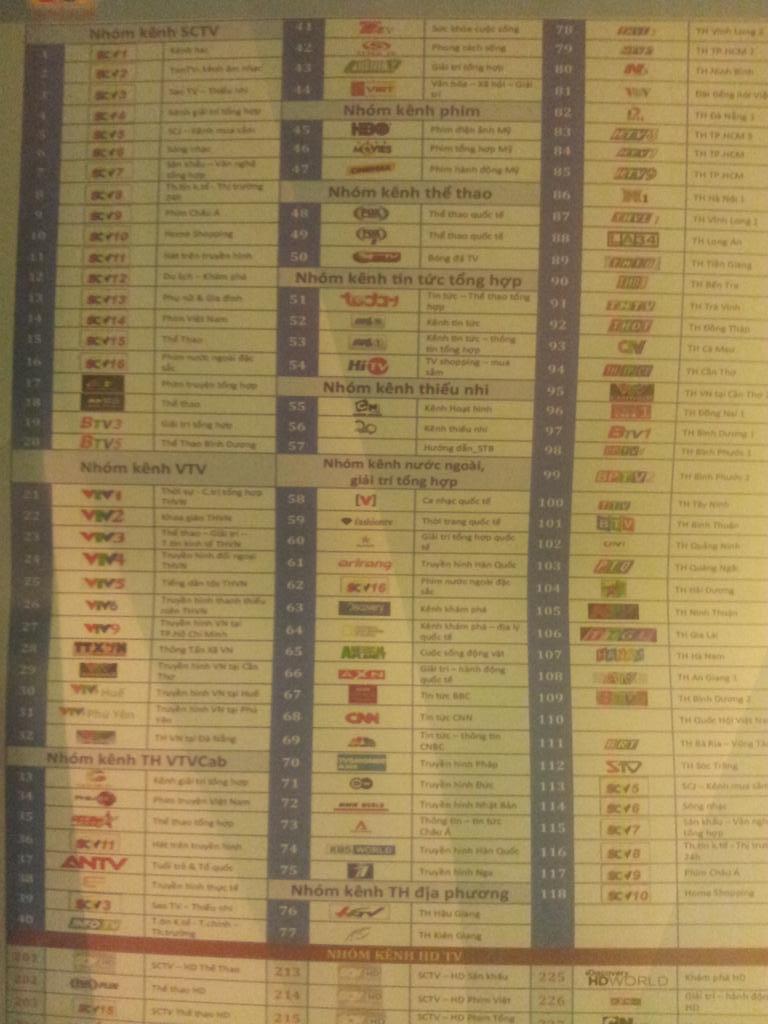 Nhóm kênh SCTV
1 SCTV1 Kênh hài
2 SCTV2
3 SCTV3 Sao TV - Thiếu nhi
4 SCTV4 Kênh giải trí tổng hợp
5 SCTV5 SCJ - Kênh mua sắm
6 SCTV6 Sóng nhạc
7 SCTV7 Sân khấu - Văn nghệ
tổng hợp
8 SCTV8 Th.tin k.tế - Thị trường
24h
9 SCTV9 Phim Châu Á
10 SCTV10 Home Shopping
11 SCTV11 Hát trên truyền hình
12 SCTV12 Du lịch - Khám phá
13 SCTV13 Phụ nữ & Gia đình
14 SCTV14 Phim Việt Nam
15 SCTV15 Thể Thao
16 SCTV16 Phim nước ngoài đặc
sắc
17 Phim truyện tổng hợp
18 Thể thao
19 BTV3 Giải trí tổng hợp
20 BTV5 Thể Thao Bình Dương
Nhóm kênh VTV
21 VTV1 Thời sự - C.trị tổng hợp
THVN
22 VTV2 Khoa giáo THVN
23 VTV3 Thể thao - Giải trí -
T.tin kinh tế THVN
24 VTV4 Truyền hình đối ngoại
THVN
25 VTV5 Tiếng dân tộc THVN
26 VTV6 Truyền hình thanh thiếu
niên THVN
27 VTV9 Truyền hình VN tại
TP.Hồ Chí Minh
28 TTXVN Thông Tấn Xã VN
29 Truyền hình VN tại Cần
Thơ
30 VTV Huế Truyền hình VN tại Huế
31 VTV Phú Yên Truyền hình VN tại Phú
Yên
32 TH VN tại Đà Nẵng
Nhóm kênh TH VTVCab
33 Kênh giải trí tổng hợp
34 Phim truyện Việt Nam
35 Thể thao tổng hợp
36 SCTV11 Hát trên truyền hình
37 ANTV Tuổi trẻ & Tổ quốc
38 Truyền hình thực tế
39 SCTV3 Sao TV - Thiếu nhi
40 INFO TV T.tin K.tế - T.chính -
Th.trường
41 Sức khỏe cuộc sống
42 Phong cách sống
43 Giải trí tổng hợp
44 VIET Văn hóa - Xã hội - Giải
trí
Nhóm kênh phim
45 HBO Phim điện ảnh Mỹ
46 MOVIES Phim tổng hợp Mỹ
47 CINEMAX Phim hành động Mỹ
Nhóm kênh thể thao
48 Thể thao quốc tế
49 Thể thao quốc tế
50 Bóng đá TV
Nhóm kênh tin tức tổng hợp
51 today Tin tức - Thể thao tổng
hợp
52 Kênh tin tức
53 Kênh tin tức - thông
tin tổng hợp
54 HiTV TV shopping - mua
sắm
Nhóm kênh thiếu nhi
55 CN Kênh Hoạt hình
56 Kênh thiếu nhi
57 Hướng dẫn_STB
Nhóm kênh nước ngoài,
giải trí tổng hợp
58 [V] Ca nhạc quốc tế
59 fashiontv Thời trang quốc tế
60 Giải trí tổng hợp quốc
tế
61 arirang Truyền hình Hàn Quốc
62 SCTV16 Phim nước ngoài đặc
sắc
63 Discovery Kênh khám phá
64 Kênh khám phá - địa lý
quốc tế
65 ANIMAL PLANET Cuộc sống động vật
66 AXN Giải trí - hành động
quốc tế
67 Tin tức BBC
68 CNN Tin tức CNN
69 Tin tức - thông tin
CNBC
70 Truyền hình Pháp
71 Truyền hình Đức
72 NHK WORLD Truyền hình Nhật Bản
73 Thông tin - tin tức
Châu Á
74 KBS WORLD Truyền hình Hàn Quốc
75 Truyền hình Nga
Nhóm kênh TH địa phương
76 HGTV TH Hậu Giang
77 TH Kiên Giang
78 TH Vĩnh Long 2
79 TH TP.HCM 2
80 TH Ninh Bình
81
82 TH Đà Nẵng 1
83 TH TP.HCM 3
84 HTV7 TH TP.HCM
85 HTV9 TH TP.HCM
86 H1 TH Hà Nội 1
87 THVL1 TH Vĩnh Long 1
88 LA34 TH Long An
89 THTG TH Tiền Giang
90 TH Bến Tre
91 THTV TH Trà Vinh
92 THDT TH Đồng Tháp
93 TH Cà Mau
94 TH Cần Thơ
95 TH VN tại Cần Thơ 2
96 TH Đồng Nai 1
97 BTV1 TH Bình Dương 1
98 TH Bình Phước 1
99 BPTV2 TH Bình Phước 2
100 TTV TH Tây Ninh
101 BTV TH Bình Thuận
102 QTV1 TH Quảng Ninh
103 PTQ TH Quảng Ngãi
104 TH Hải Dương
105 TH Ninh Thuận
106 TH Gia Lai
107 HANAM TH Hà Nam
108 TH An Giang 1
109 TH Bình Dương 2
110 TH Quốc Hội Việt Nam
111 BRT TH Bà Rịa - Vũng Tàu
112 STV TH Sóc Trăng
113 SCTV5 SCJ - Kênh mua sắm
114 SCTV6 Sóng nhạc
115 SCTV7 Sân khấu - Văn nghệ
tổng hợp
116 SCTV8 Th.tin k.tế - Th.trường
24h
117 SCTV9 Phim Châu Á
118 SCTV10 Home Shopping
NHÓM KÊNH HD TV
201 SCTV - HD Thể Thao
202 Thể thao HD
203 SCTV15 SCTV Thể thao HD
213 SCTV - HD Sân khấu
214 SCTV - HD Phim Việt
215 SCTV - HD Phim Tổng
225 Discovery HDWORLD Khám phá HD
226 Giải trí - hành động
HD
227